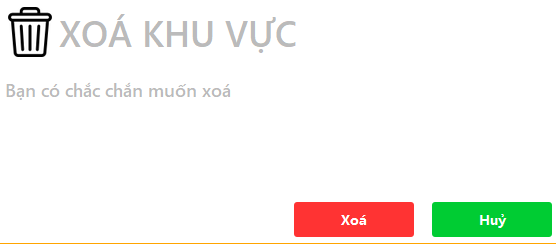 XOÁ KHU VỰC
Bạn có chắc chắn muốn xoá
Xoá
Huỷ